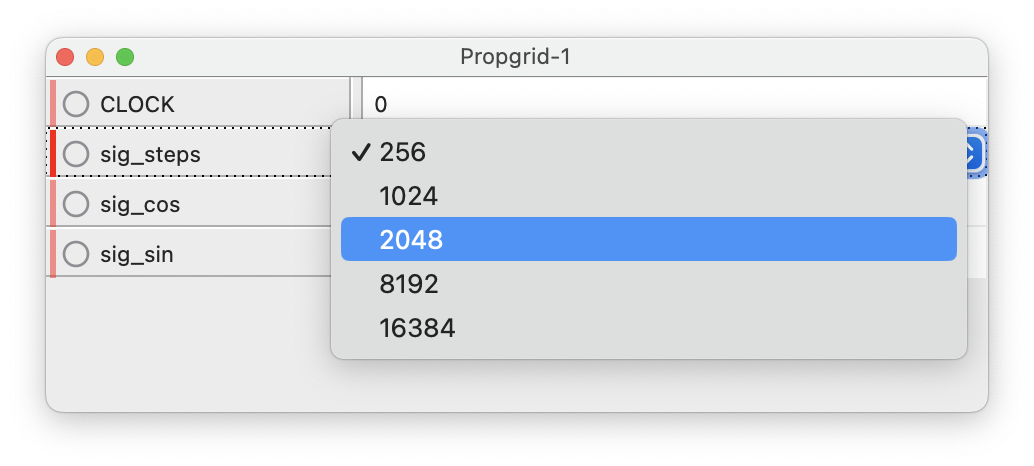 Propgrid-1
CLOCK 0
sig_steps ✓ 256
1024
sig_cos
2048
sig_sin
8192
16384